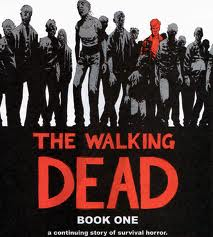 THE WALKING
DEAD
BOOK ONE
a continuing story of survival horror.